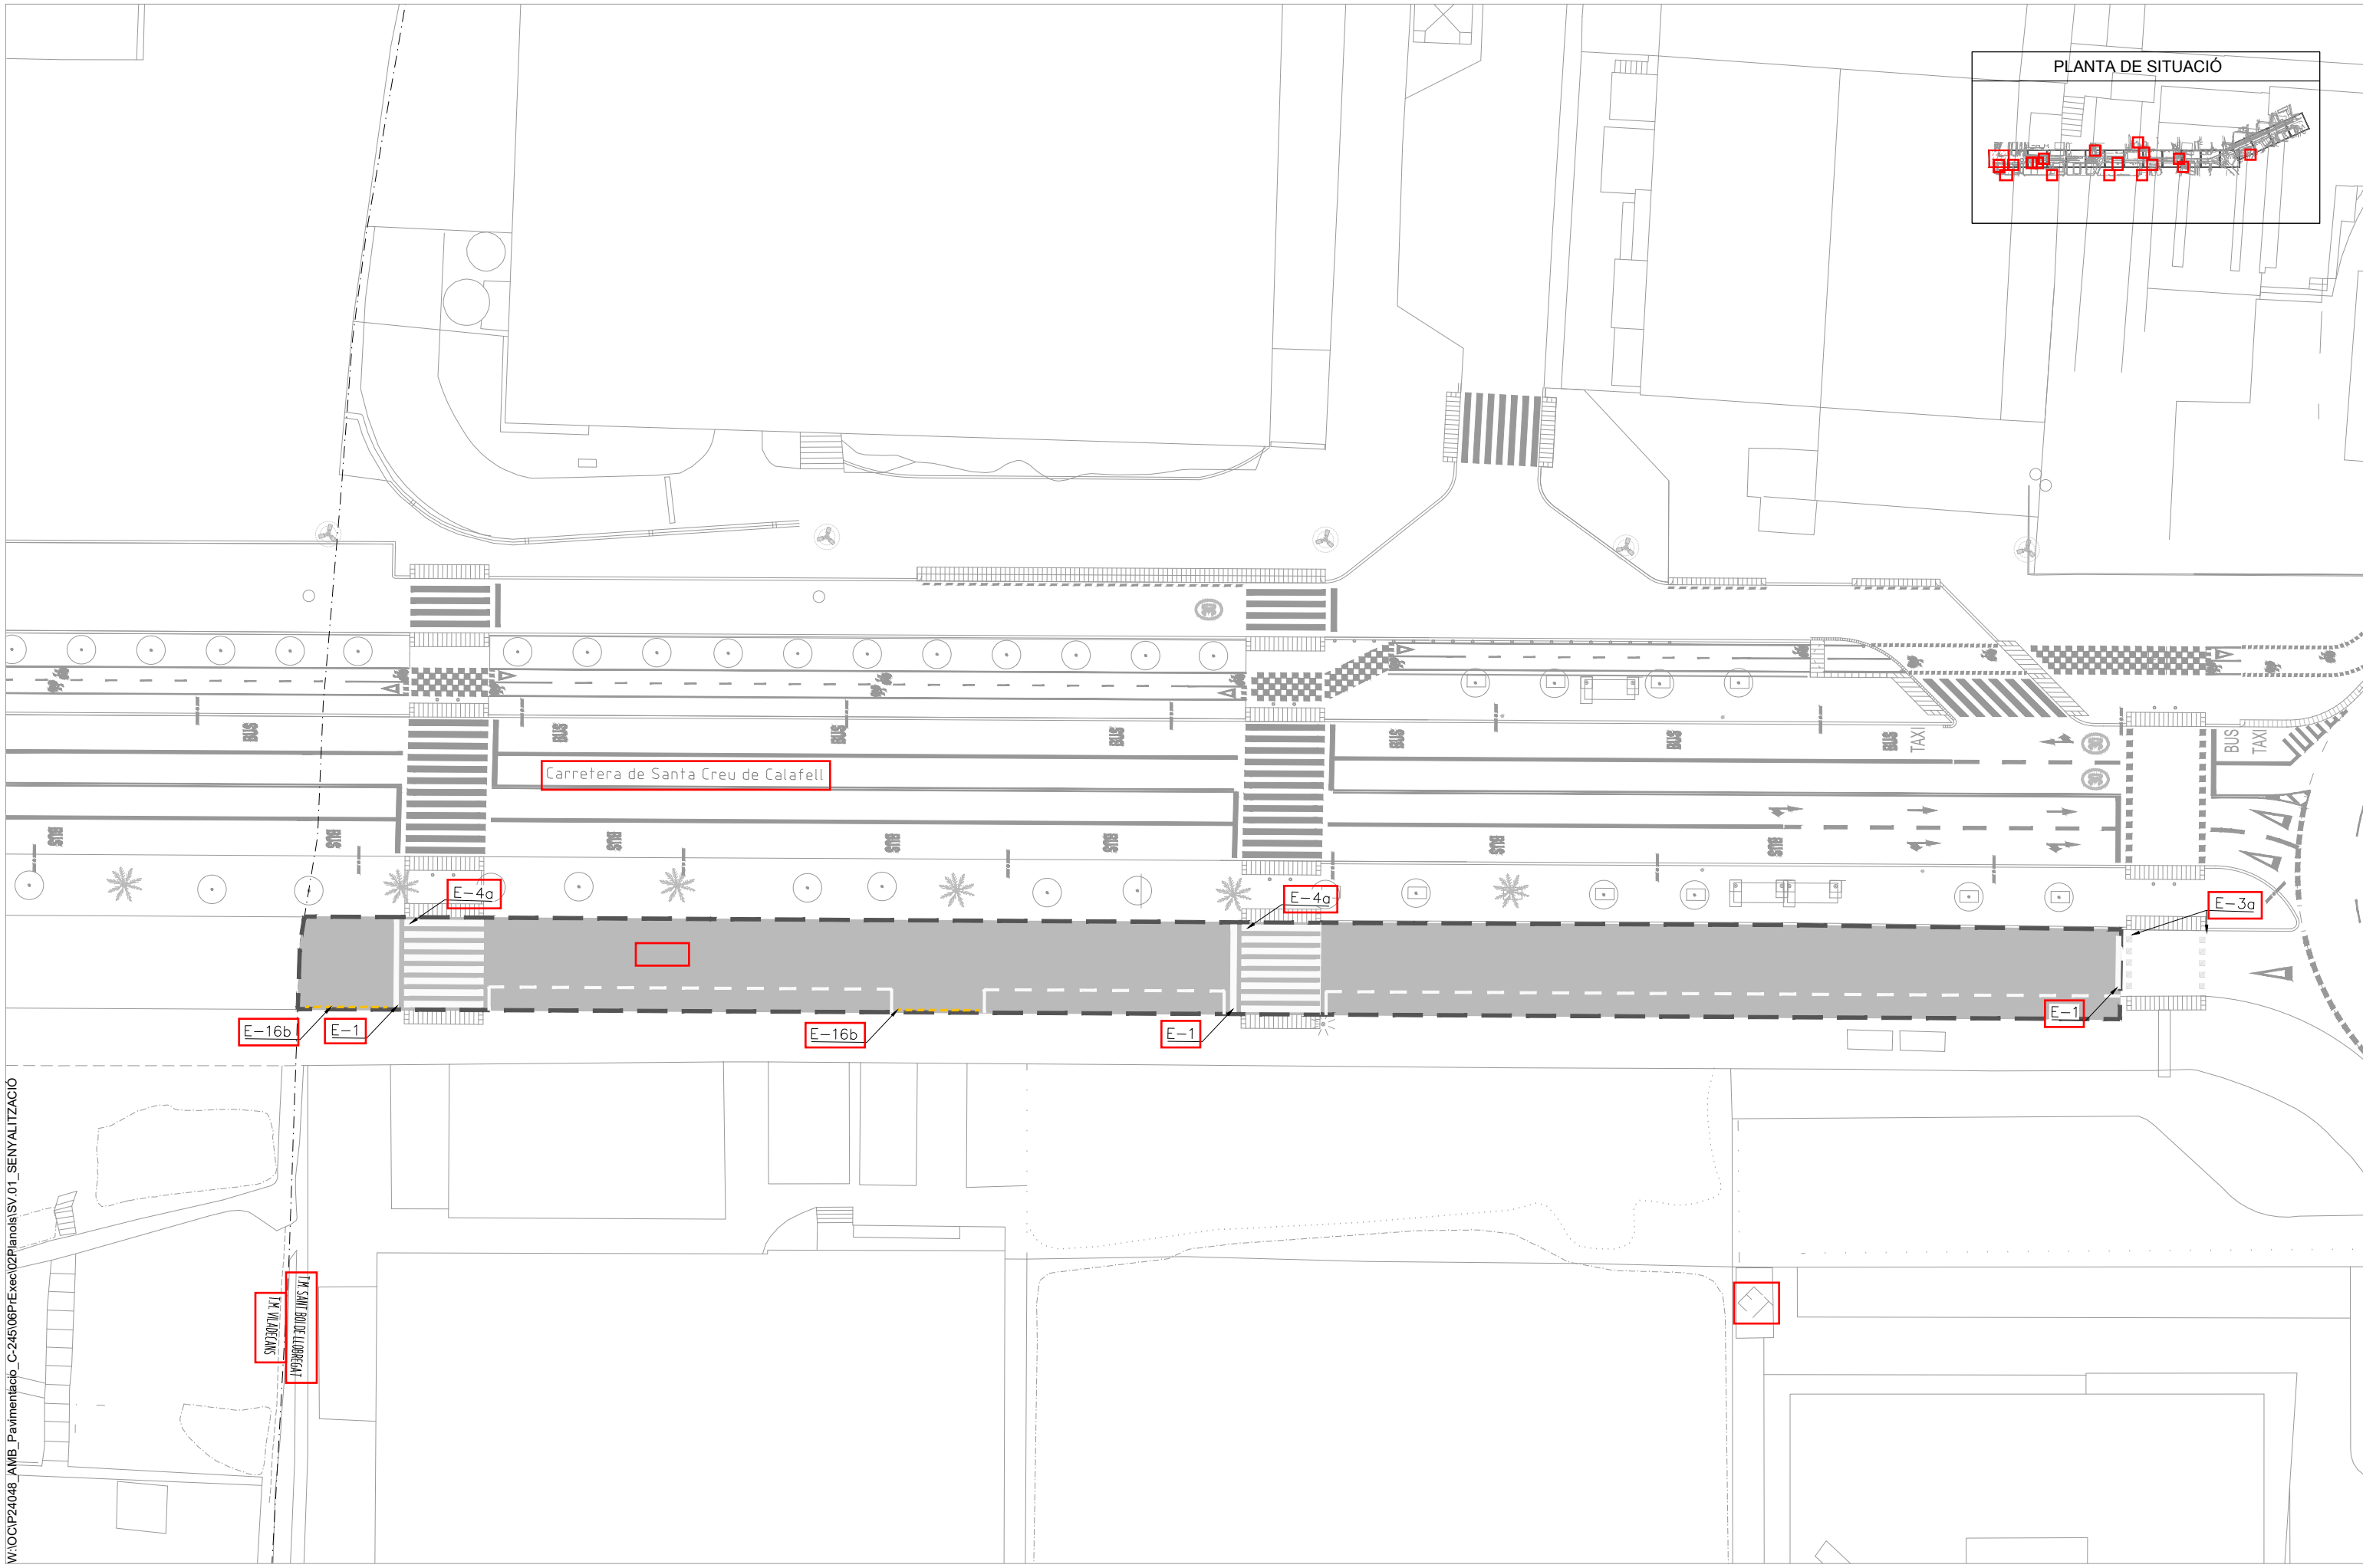 PLANTA DE SITUACIÓ
BUS
BUS
BUS
BUS
BUS
BUS
BUS
TAXI
BUS
TAXI
Carretera de Santa Creu de Calafell
BUS
BUS
BUS
BUS
BUS
BUS
BUS
E-4a
E-4a
E-3a
E-16b
E-1
E-16b
E-1
E-1
T.M. SANT BOI DE LLOBREGAT
T.M. VILADECANS
W:\OC\P24048_AMB_Pavimentacio_C-245\06PrExec\02Planols\SV.01_SENYALITZACIÓ